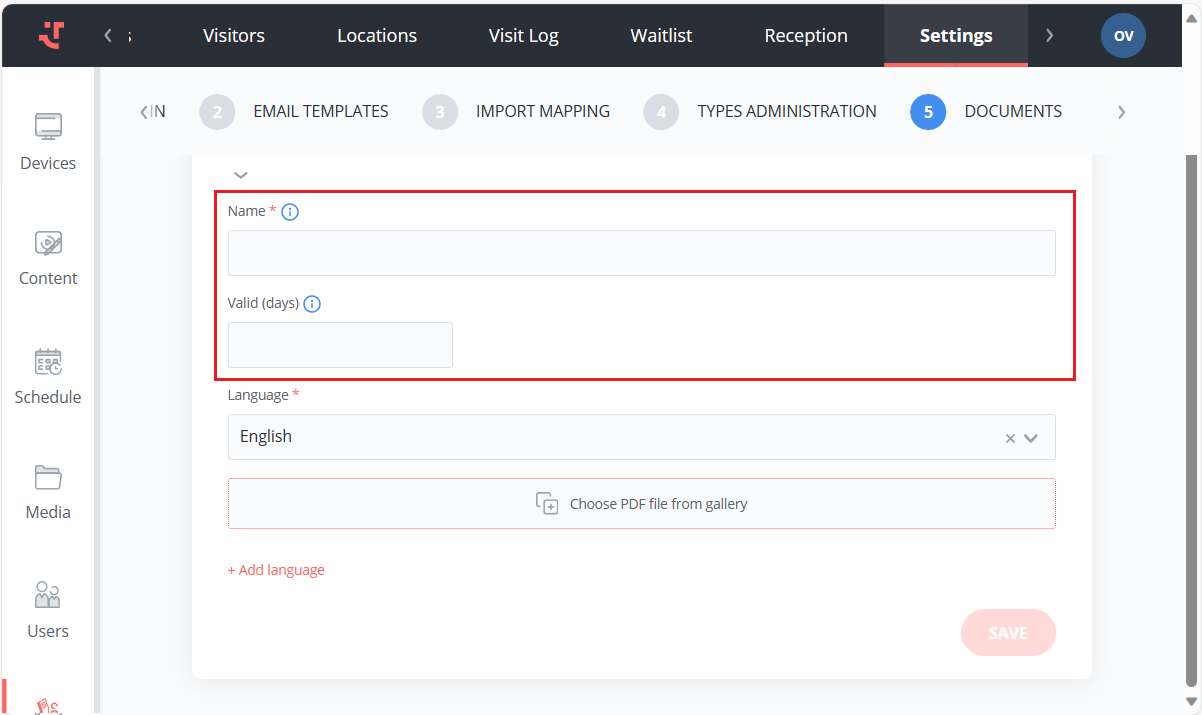 Visitors Locations Visit Log Waitlist Reception Settings OV
IN 2 EMAIL TEMPLATES 3 IMPORT MAPPING 4 TYPES ADMINISTRATION 5 DOCUMENTS
Devices
Content
Schedule
Media
Users
Name *
Valid (days)
Language *
English
Choose PDF file from gallery
+ Add language
SAVE